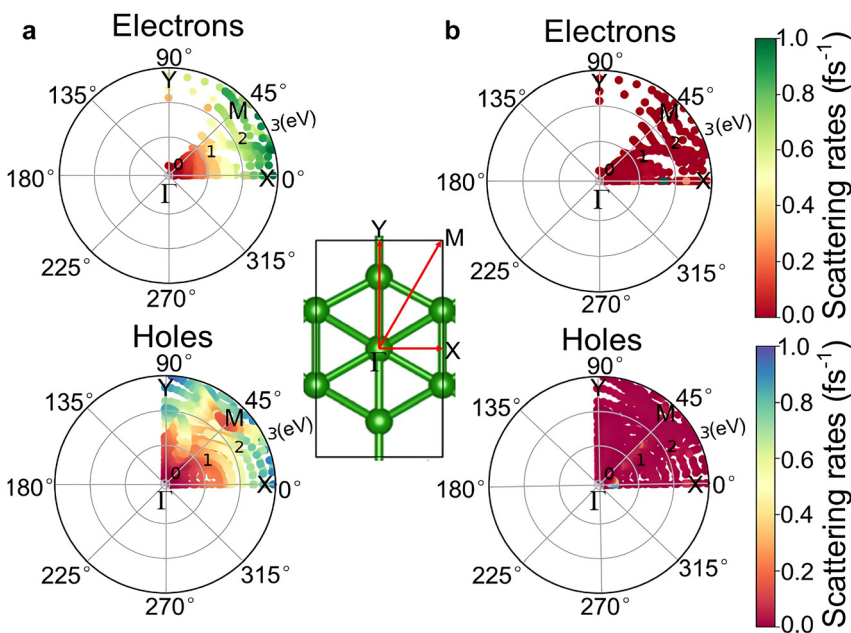 a
Electrons
90°
135°
45°
Y
M
3(eV)
2
1
0
180°
Γ
X
0°
225°
315°
270°
b
Electrons
90°
135°
45°
Y
M
3(eV)
2
1
0
180°
Γ
X
0°
225°
315°
270°
1.0
0.8
0.6
0.4
0.2
0.0
Scattering rates (fs⁻¹)
Y
M
Γ
X
Holes
90°
135°
45°
Y
M
3(eV)
2
1
0
180°
Γ
X
0°
225°
315°
270°
Holes
90°
135°
45°
Y
M
3(eV)
2
1
0
180°
Γ
X
0°
225°
315°
270°
1.0
0.8
0.6
0.4
0.2
0.0
Scattering rates (fs⁻¹)